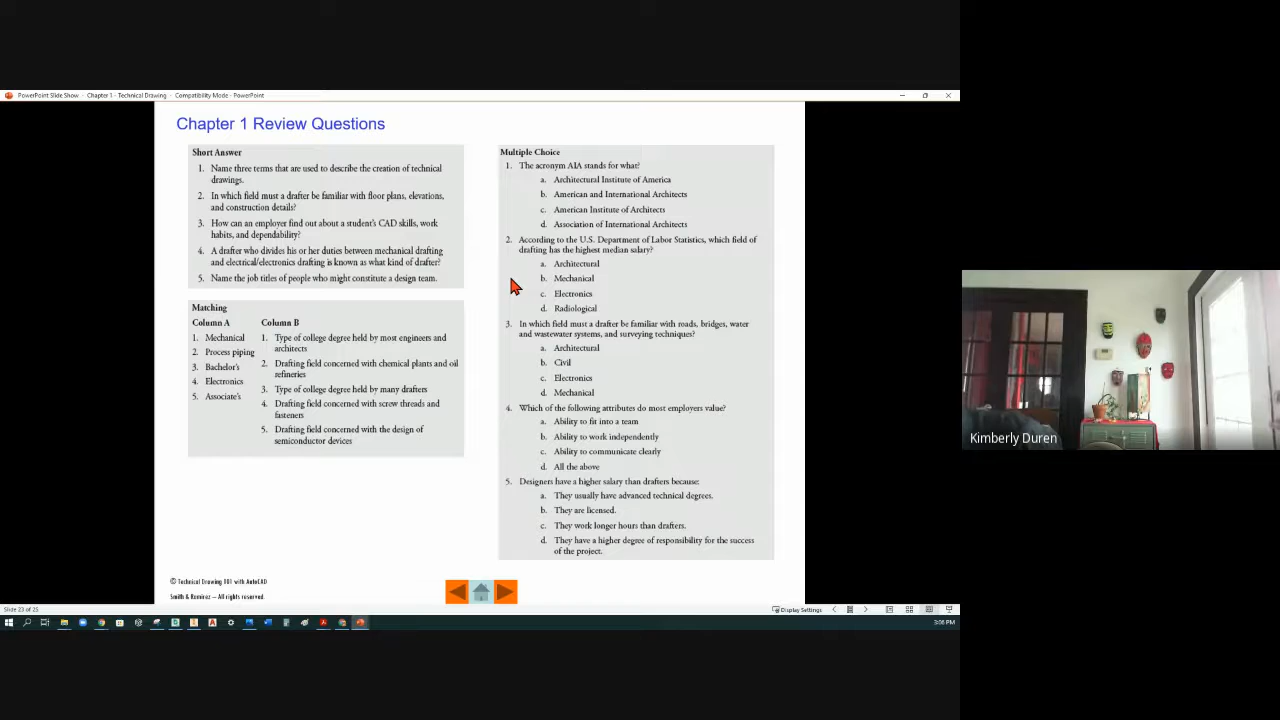 PowerPoint Slide Show - Chapter 1 - Technical Drawing - Compatibility Mode - PowerPoint
Chapter 1 Review Questions
Short Answer
1. Name three terms that are used to describe the creation of technical
drawings.
2. In which field must a drafter be familiar with floor plans, elevations,
and construction details?
3. How can an employer find out about a student's CAD skills, work
habits, and dependability?
4. A drafter who divides his or her duties between mechanical drafting
and electrical/electronics drafting is known as what kind of drafter?
5. Name the job titles of people who might constitute a design team.
Matching
Column A Column B
1. Mechanical
2. Process piping
3. Bachelor's
4. Electronics
5. Associate's
1. Type of college degree held by most engineers and
architects
2. Drafting field concerned with chemical plants and oil
refineries
3. Type of college degree held by many drafters
4. Drafting field concerned with screw threads and
fasteners
5. Drafting field concerned with the design of
semiconductor devices
Multiple Choice
1. The acronym AIA stands for what?
a. Architectural Institute of America
b. American and International Architects
c. American Institute of Architects
d. Association of International Architects
2. According to the U.S. Department of Labor Statistics, which field of
drafting has the highest median salary?
a. Architectural
b. Mechanical
c. Electronics
d. Radiological
3. In which field must a drafter be familiar with roads, bridges, water
and wastewater systems, and surveying techniques?
a. Architectural
b. Civil
c. Electronics
d. Mechanical
4. Which of the following attributes do most employers value?
a. Ability to fit into a team
b. Ability to work independently
c. Ability to communicate clearly
d. All the above
5. Designers have a higher salary than drafters because:
a. They usually have advanced technical degrees.
b. They are licensed.
c. They work longer hours than drafters.
d. They have a higher degree of responsibility for the success
of the project.
© Technical Drawing 101 with AutoCAD
Smith & Ramirez – All rights reserved.
Slide 23 of 25
Display Settings
3:06 PM
Kimberly Duren